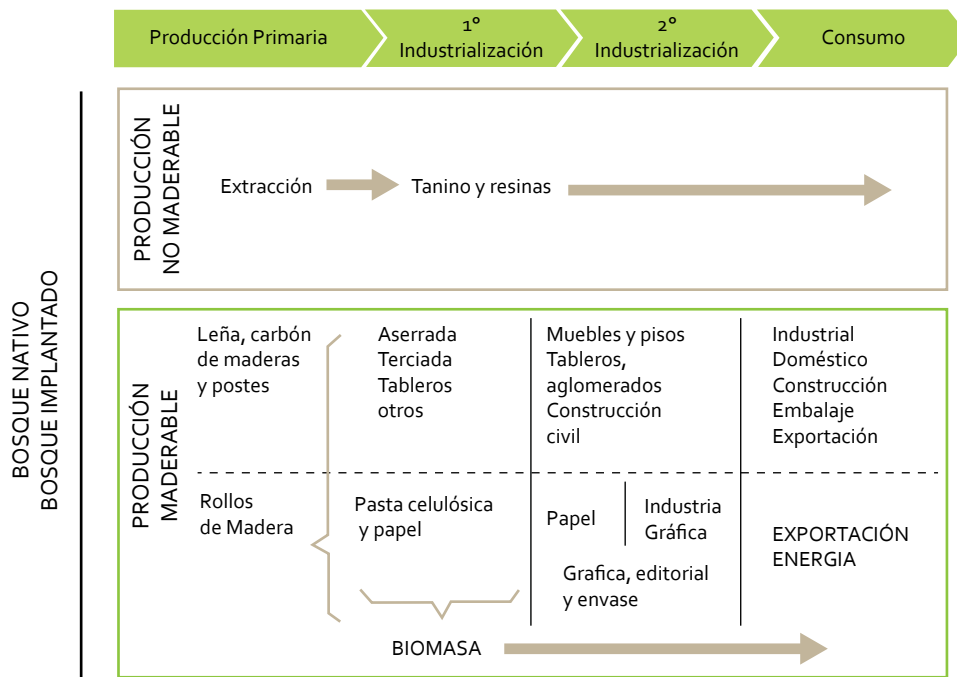 Producción Primaria
1°
Industrialización
2°
Industrialización
Consumo
BOSQUE NATIVO
BOSQUE IMPLANTADO
PRODUCCIÓN
NO MADERABLE
Extracción
Tanino y resinas
PRODUCCIÓN
MADERABLE
Leña, carbón
de maderas
y postes
Aserrada
Terciada
Tableros
otros
Muebles y pisos
Tableros,
aglomerados
Construcción
civil
Industrial
Doméstico
Construcción
Embalaje
Exportación
Rollos
de Madera
Pasta celulósica
y papel
Papel
Industria
Gráfica
Grafica, editorial
y envase
EXPORTACIÓN
ENERGIA
BIOMASA